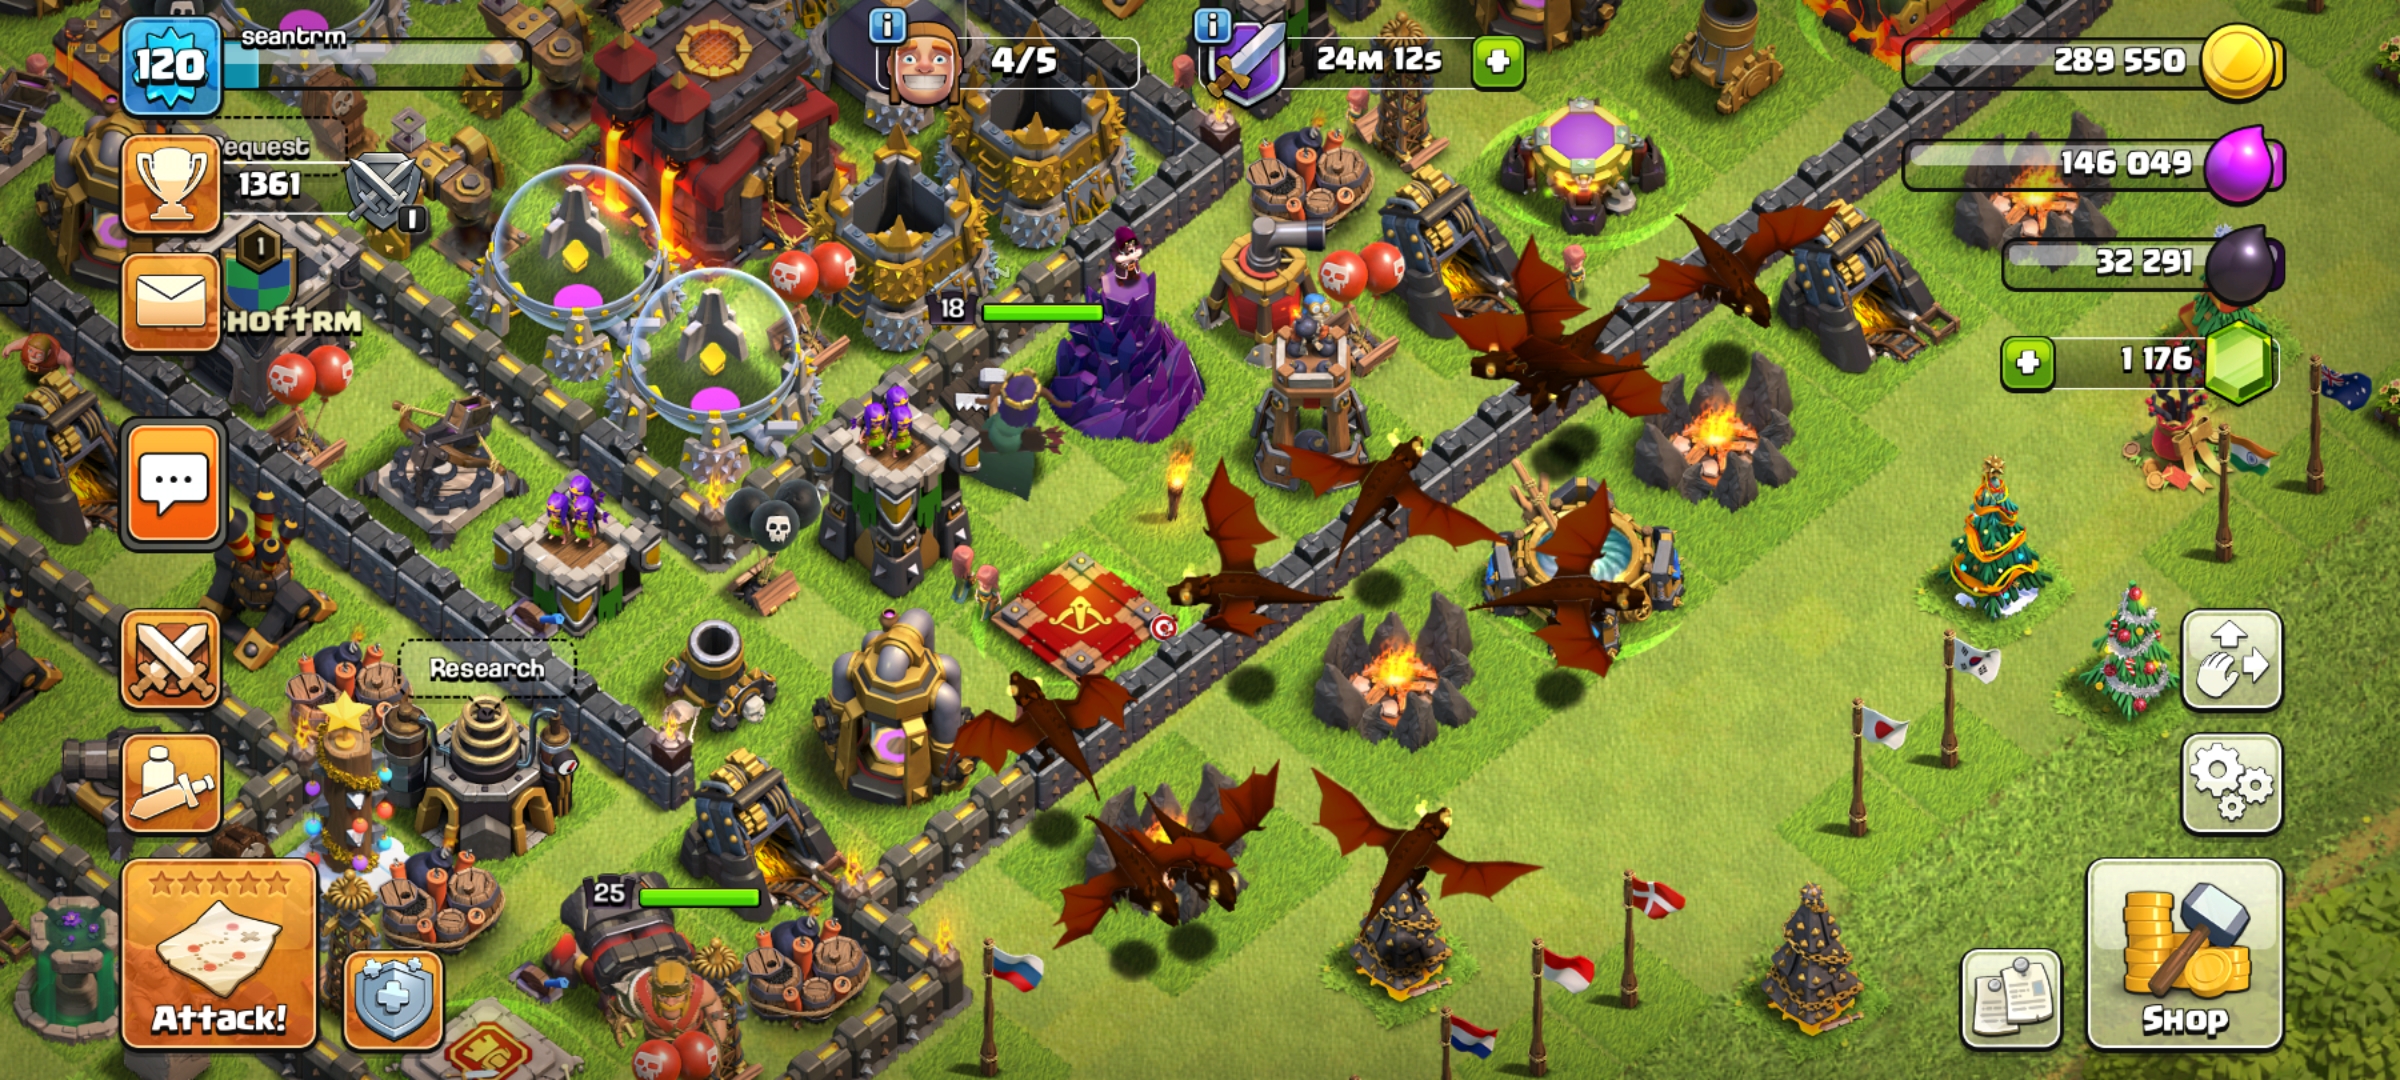 120
seantrm
4/5
24M 12s
289 550
equest
1361
I
146 049
1
HofTRM
32 291
18
1 176
Research
25
Attack!
Shop